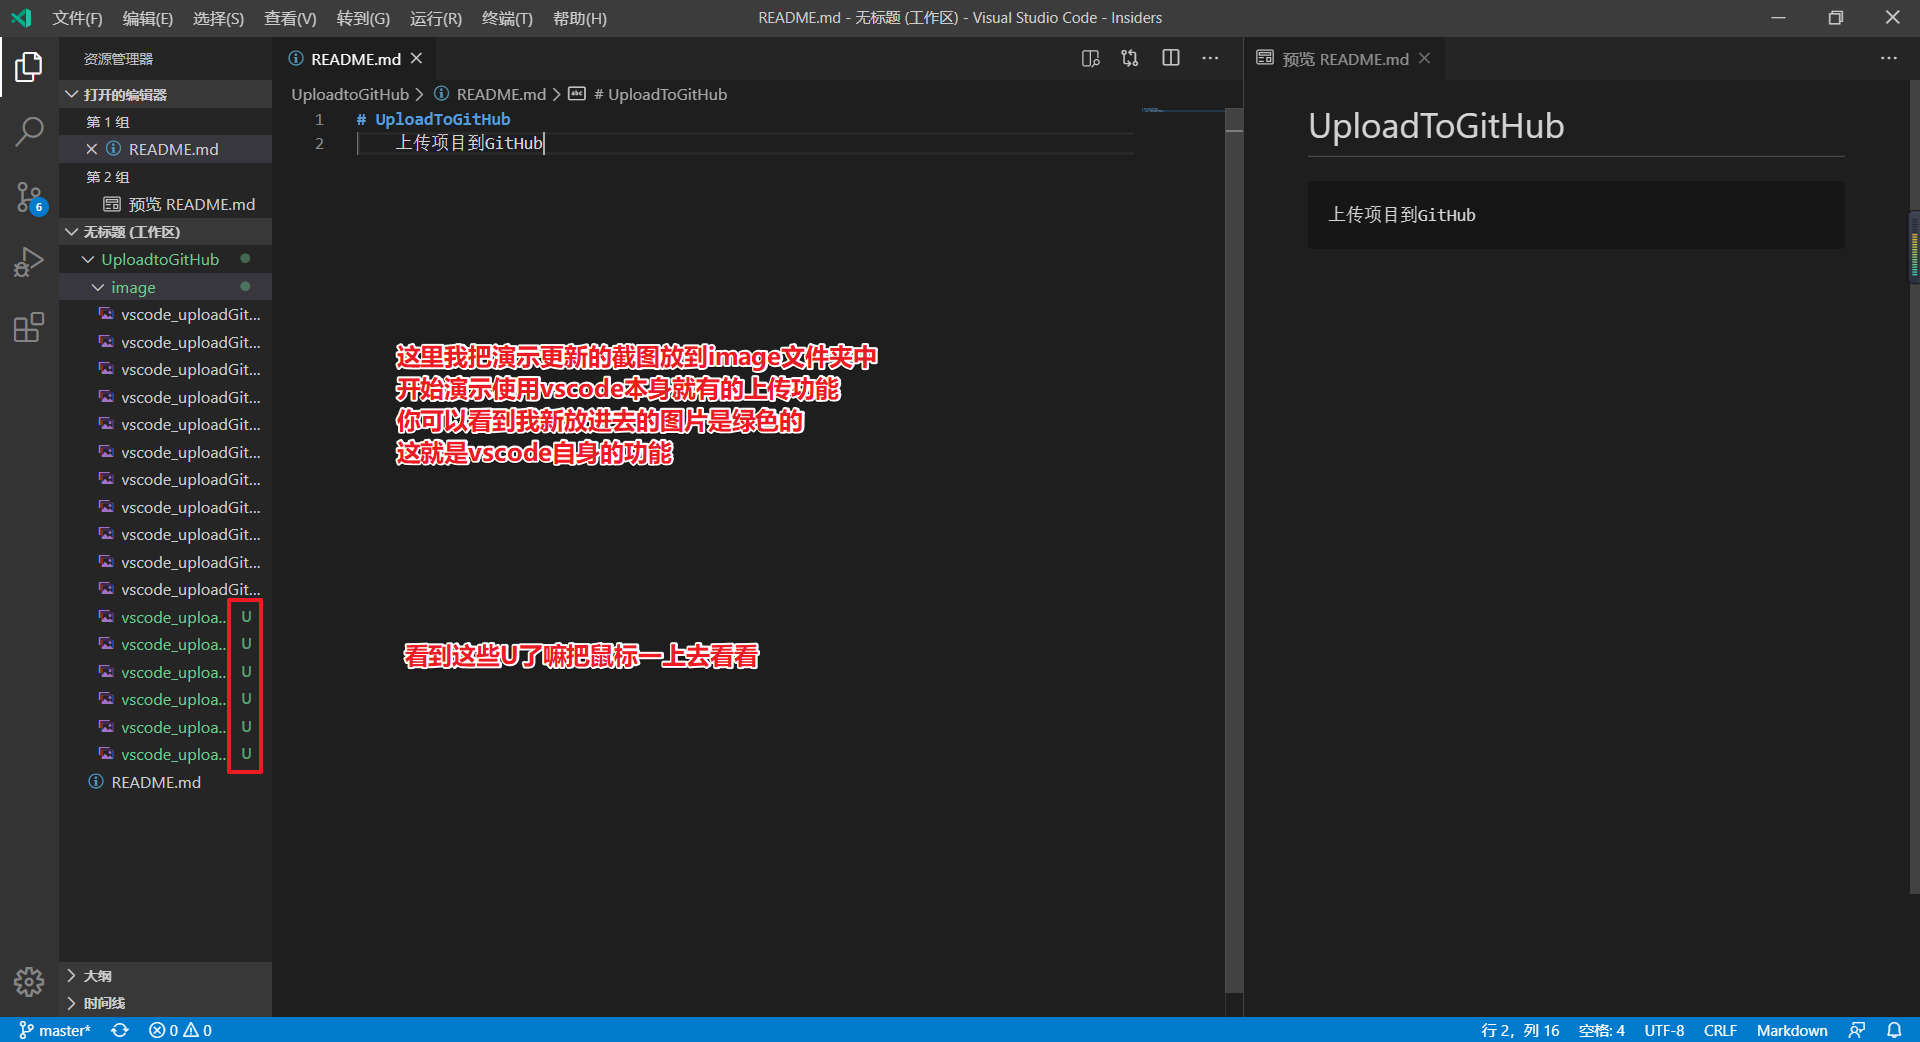 文件(F) 编辑(E) 选择(S) 查看(V) 转到(G) 运行(R) 终端(T) 帮助(H)
README.md - 无标题 (工作区) - Visual Studio Code - Insiders
资源管理器
打开的编辑器
第 1 组
README.md
第 2 组
预览 README.md
无标题 (工作区)
UploadtoGitHub
image
vscode_uploadGit...
vscode_uploadGit...
vscode_uploadGit...
vscode_uploadGit...
vscode_uploadGit...
vscode_uploadGit...
vscode_uploadGit...
vscode_uploadGit...
vscode_uploadGit...
vscode_uploadGit...
vscode_uploadGit...
vscode_uploa.. U
vscode_uploa.. U
vscode_uploa.. U
vscode_uploa.. U
vscode_uploa.. U
vscode_uploa.. U
README.md
大纲
时间线
6
README.md
UploadtoGitHub > README.md > abc # UploadToGitHub
1 # UploadToGitHub
2 上传项目到GitHub
这里我把演示更新的截图放到image文件夹中
开始演示使用vscode本身就有的上传功能
你可以看到我新放进去的图片是绿色的
这就是vscode自身的功能
看到这些U了嘛把鼠标一上去看看
预览 README.md
UploadToGitHub
上传项目到GitHub
master* 0 0
行 2，列 16 空格: 4 UTF-8 CRLF Markdown